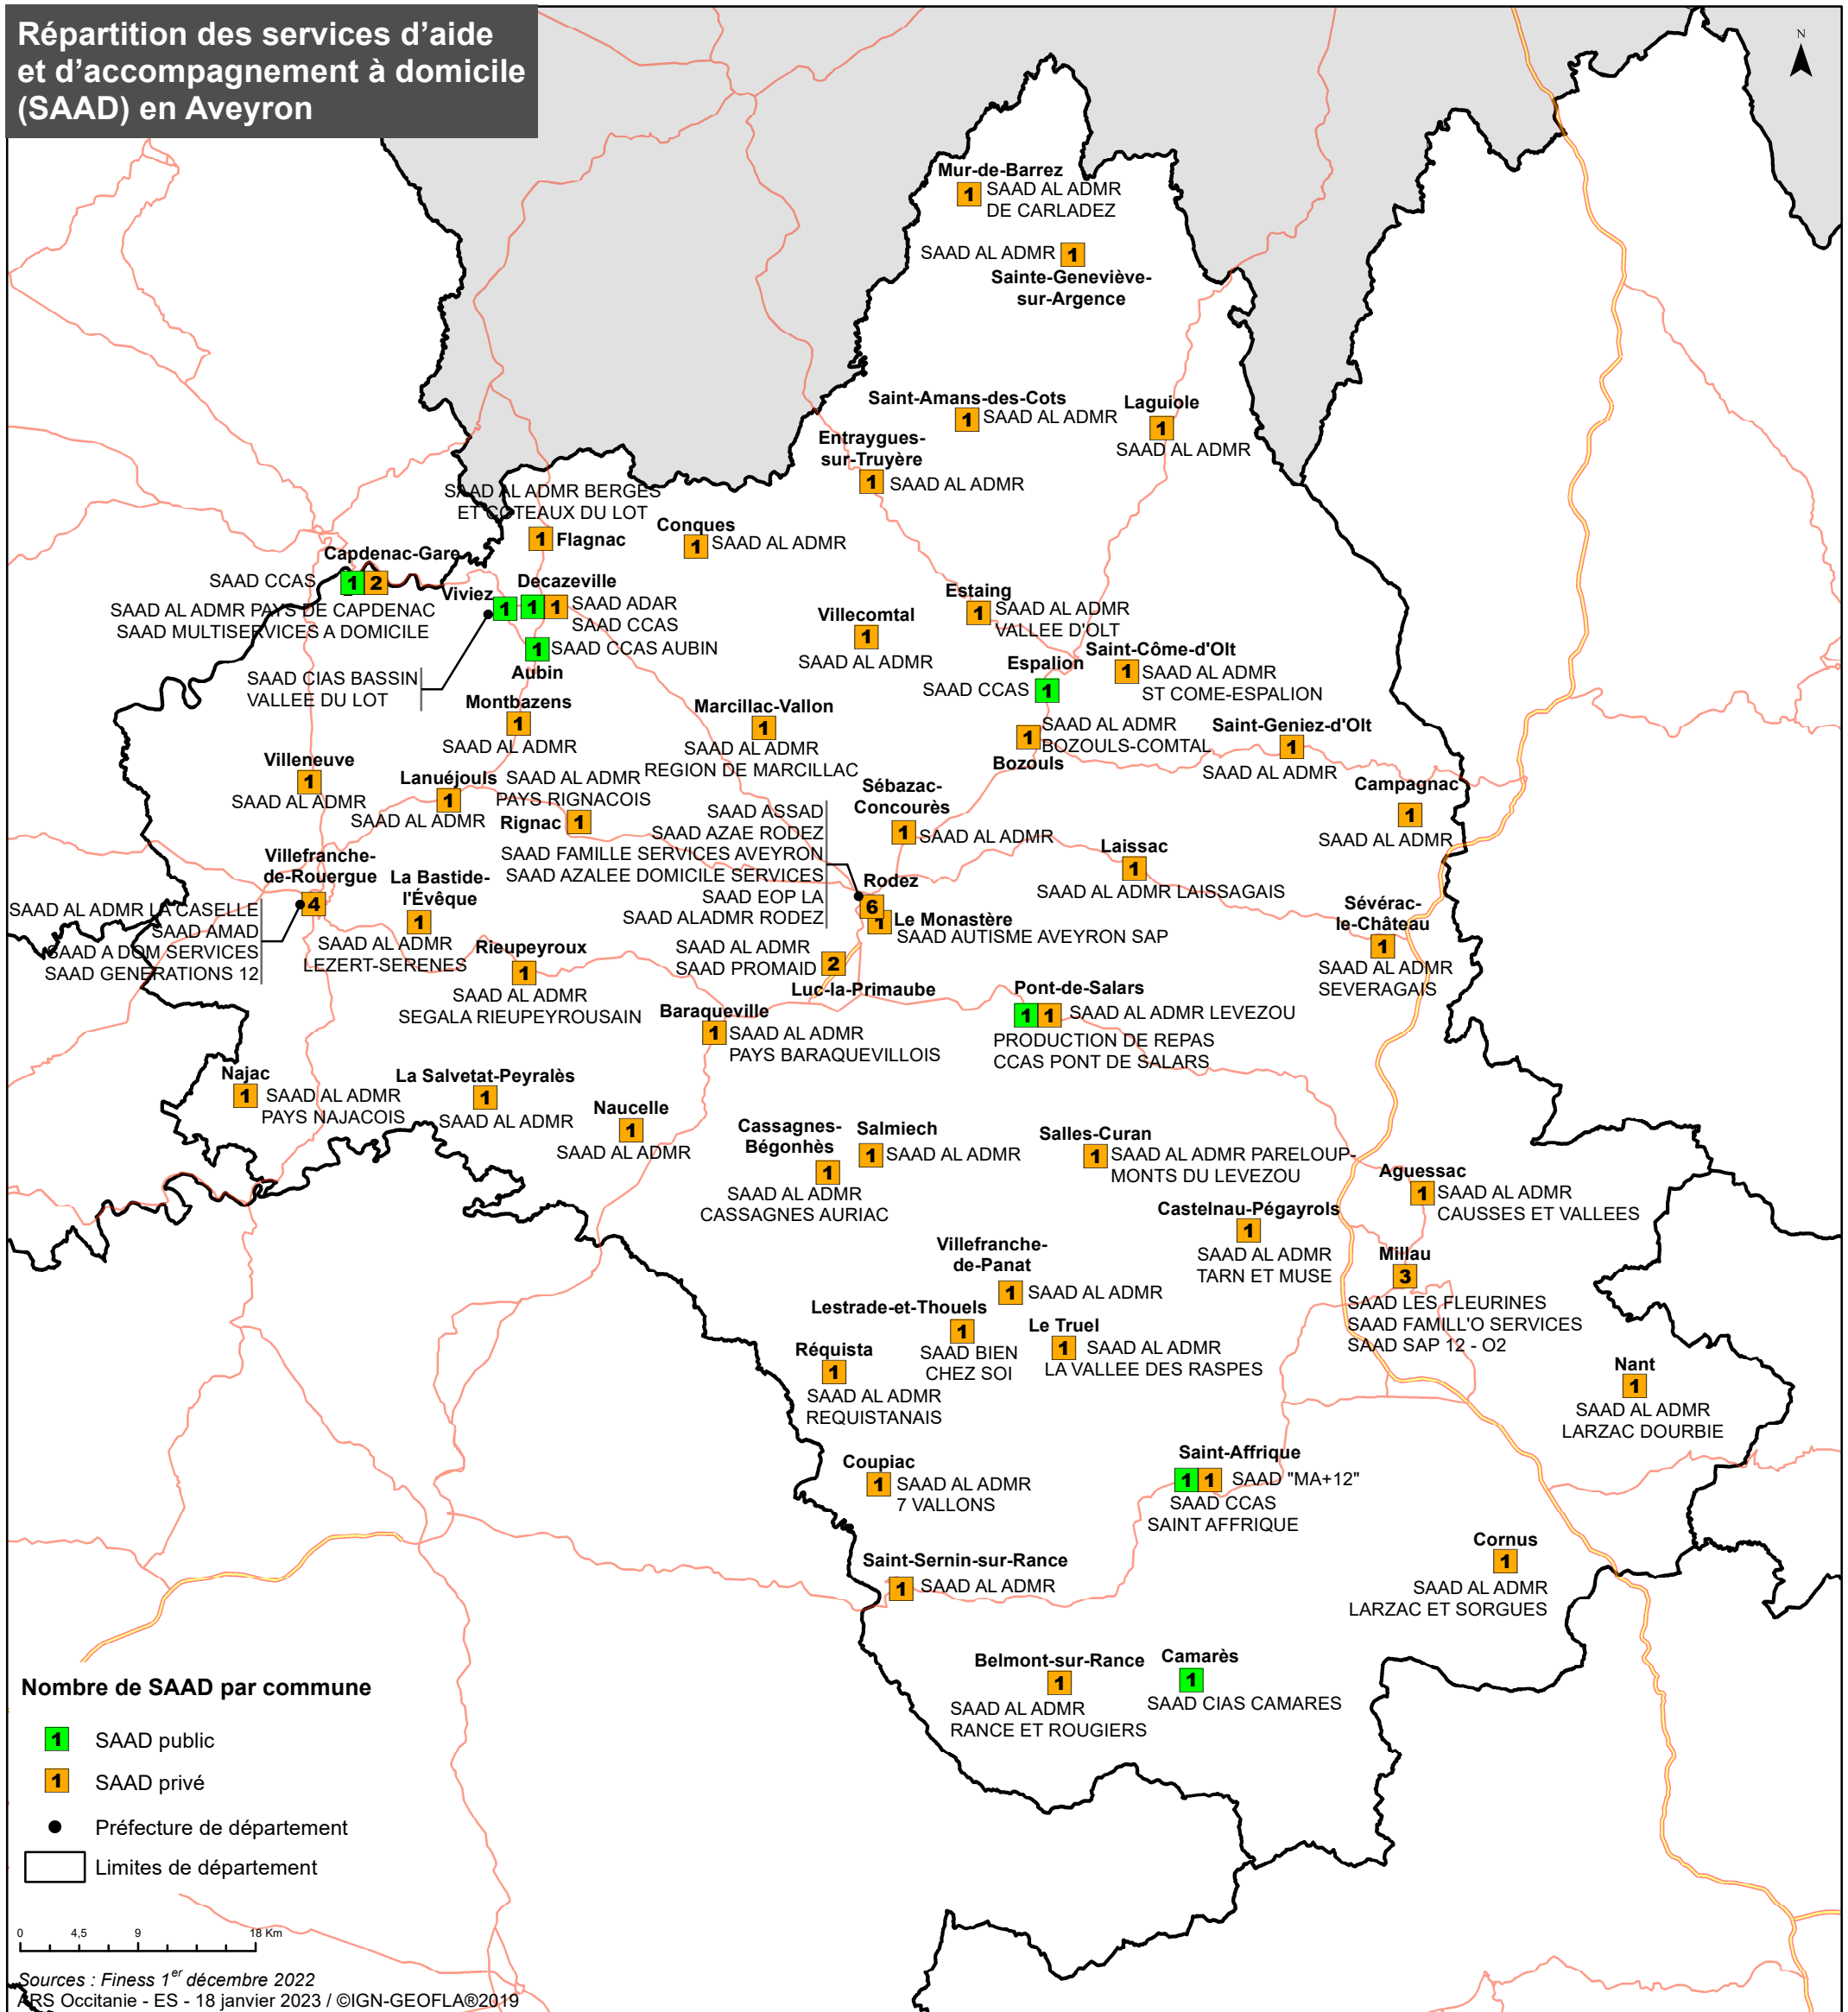 Répartition des services d'aide
et d'accompagnement à domicile
(SAAD) en Aveyron
N
Mur-de-Barrez
1 SAAD AL ADMR
DE CARLADEZ
SAAD AL ADMR 1
Sainte-Geneviève-
sur-Argence
Saint-Amans-des-Cots
1 SAAD AL ADMR
Laguiole
1
SAAD AL ADMR
Entraygues-
sur-Truyère
1 SAAD AL ADMR
SAAD AL ADMR BERGES
ET COTEAUX DU LOT
1 Flagnac
Conques
1 SAAD AL ADMR
Capdenac-Gare
SAAD CCAS 1 2
SAAD AL ADMR PAYS DE CAPDENAC
SAAD MULTISERVICES A DOMICILE
Viviez
1
SAAD CIAS BASSIN
VALLEE DU LOT
Decazeville
1 1 SAAD ADAR
SAAD CCAS
1 SAAD CCAS AUBIN
Aubin
Villecomtal
1
SAAD AL ADMR
Estaing
1 SAAD AL ADMR
VALLEE D'OLT
Espalion
SAAD CCAS 1
Saint-Côme-d'Olt
1 SAAD AL ADMR
ST COME-ESPALION
Montbazens
1
SAAD AL ADMR
Marcillac-Vallon
1
SAAD AL ADMR
REGION DE MARCILLAC
1 SAAD AL ADMR
BOZOULS-COMTAL
Bozouls
Saint-Geniez-d'Olt
1
SAAD AL ADMR
Villeneuve
1
SAAD AL ADMR
Lanuéjouls
1
SAAD AL ADMR
SAAD AL ADMR
PAYS RIGNACOIS
Rignac 1
Sébazac-
Concourès
1 SAAD AL ADMR
Campagnac
1
SAAD AL ADMR
SAAD ASSAD
SAAD AZAE RODEZ
SAAD FAMILLE SERVICES AVEYRON
SAAD AZALEE DOMICILE SERVICES
SAAD EOP LA
SAAD ALADMR RODEZ
Rodez
6
1 Le Monastère
SAAD AUTISME AVEYRON SAP
Laissac
1
SAAD AL ADMR LAISSAGAIS
Villefranche-
de-Rouergue
4
SAAD AL ADMR LA CASELLE
SAAD AMAD
SAAD A DOM SERVICES
SAAD GENERATIONS 12
La Bastide-
l'Évêque
1
SAAD AL ADMR
LEZERT-SERENES
Rieupeyroux
1
SAAD AL ADMR
SEGALA RIEUPEYROUSAIN
SAAD AL ADMR
SAAD PROMAID 2
Luc-la-Primaube
Sévérac-
le-Château
1
SAAD AL ADMR
SEVERAGAIS
Baraqueville
1 SAAD AL ADMR
PAYS BARAQUEVILLOIS
Pont-de-Salars
1 1 SAAD AL ADMR LEVEZOU
PRODUCTION DE REPAS
CCAS PONT DE SALARS
Najac
1 SAAD AL ADMR
PAYS NAJACOIS
La Salvetat-Peyralès
1
SAAD AL ADMR
Naucelle
1
SAAD AL ADMR
Cassagnes-
Bégonhès
1
SAAD AL ADMR
CASSAGNES AURIAC
Salmiech
1 SAAD AL ADMR
Salles-Curan
1 SAAD AL ADMR PARELOUP-
MONTS DU LEVEZOU
Aguessac
1 SAAD AL ADMR
CAUSSES ET VALLEES
Castelnau-Pégayrols
1
SAAD AL ADMR
TARN ET MUSE
Villefranche-
de-Panat
1 SAAD AL ADMR
Millau
3
SAAD LES FLEURINES
SAAD FAMILL'O SERVICES
SAAD SAP 12 - O2
Lestrade-et-Thouels
1
SAAD BIEN
CHEZ SOI
Le Truel
1 SAAD AL ADMR
LA VALLEE DES RASPES
Réquista
1
SAAD AL ADMR
REQUISTANAIS
Nant
1
SAAD AL ADMR
LARZAC DOURBIE
Coupiac
1 SAAD AL ADMR
7 VALLONS
Saint-Affrique
1 1 SAAD "MA+12"
SAAD CCAS
SAINT AFFRIQUE
Cornus
1
SAAD AL ADMR
LARZAC ET SORGUES
Saint-Sernin-sur-Rance
1 SAAD AL ADMR
Belmont-sur-Rance
1
SAAD AL ADMR
RANCE ET ROUGIERS
Camarès
1
SAAD CIAS CAMARES
Nombre de SAAD par commune
1 SAAD public
1 SAAD privé
Préfecture de département
Limites de département
0 4,5 9 18 Km
Sources : Finess 1er décembre 2022
ARS Occitanie - ES - 18 janvier 2023 / ©IGN-GEOFLA®2019